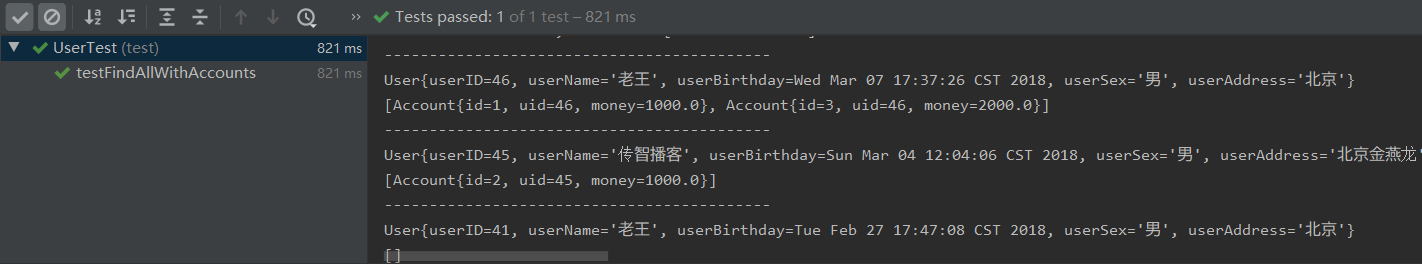 Tests passed: 1 of 1 test – 821 ms
UserTest (test) 821 ms
testFindAllWithAccounts 821 ms
-------------------------------------------
User{userID=46, userName='老王', userBirthday=Wed Mar 07 17:37:26 CST 2018, userSex='男', userAddress='北京'}
[Account{id=1, uid=46, money=1000.0}, Account{id=3, uid=46, money=2000.0}]
-------------------------------------------
User{userID=45, userName='传智播客', userBirthday=Sun Mar 04 12:04:06 CST 2018, userSex='男', userAddress='北京金燕龙'
[Account{id=2, uid=45, money=1000.0}]
-------------------------------------------
User{userID=41, userName='老王', userBirthday=Tue Feb 27 17:47:08 CST 2018, userSex='男', userAddress='北京'}
[]